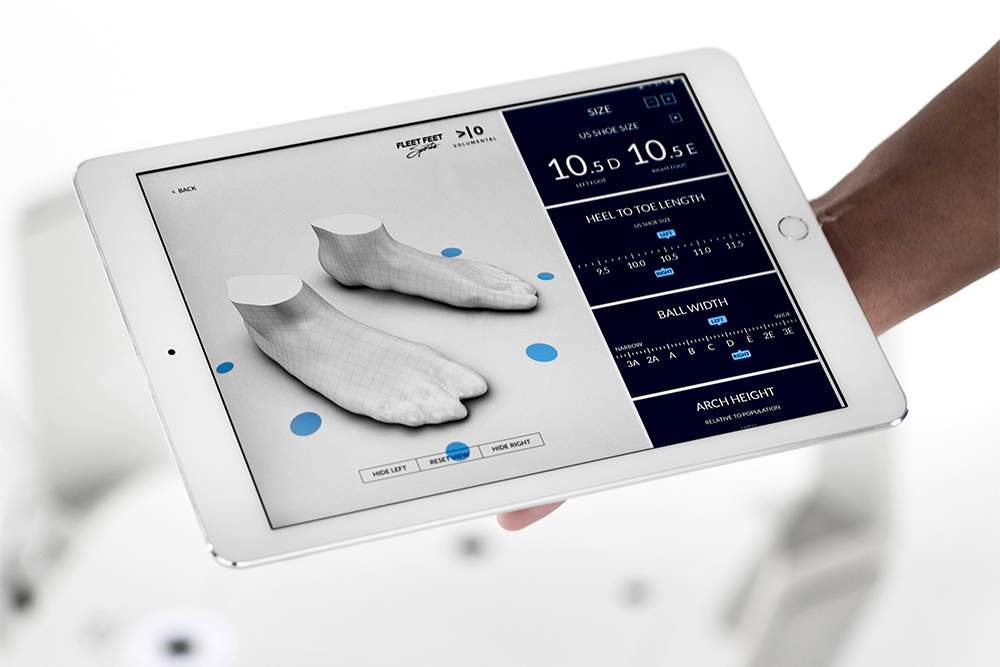 < BACK
FLEET FEET
Sports
>|0
VOLUMENTAL
HIDE LEFT
RESET VIEW
HIDE RIGHT
SIZE
US SHOE SIZE
10.5 D 10.5 E
LEFT FOOT RIGHT FOOT
HEEL TO TOE LENGTH
US SHOE SIZE
LEFT
9.5 10.0 10.5 11.0 11.5
RIGHT
BALL WIDTH
LEFT
NARROW WIDE
3A 2A A B C D E 2E 3E
RIGHT
ARCH HEIGHT
RELATIVE TO POPULATION